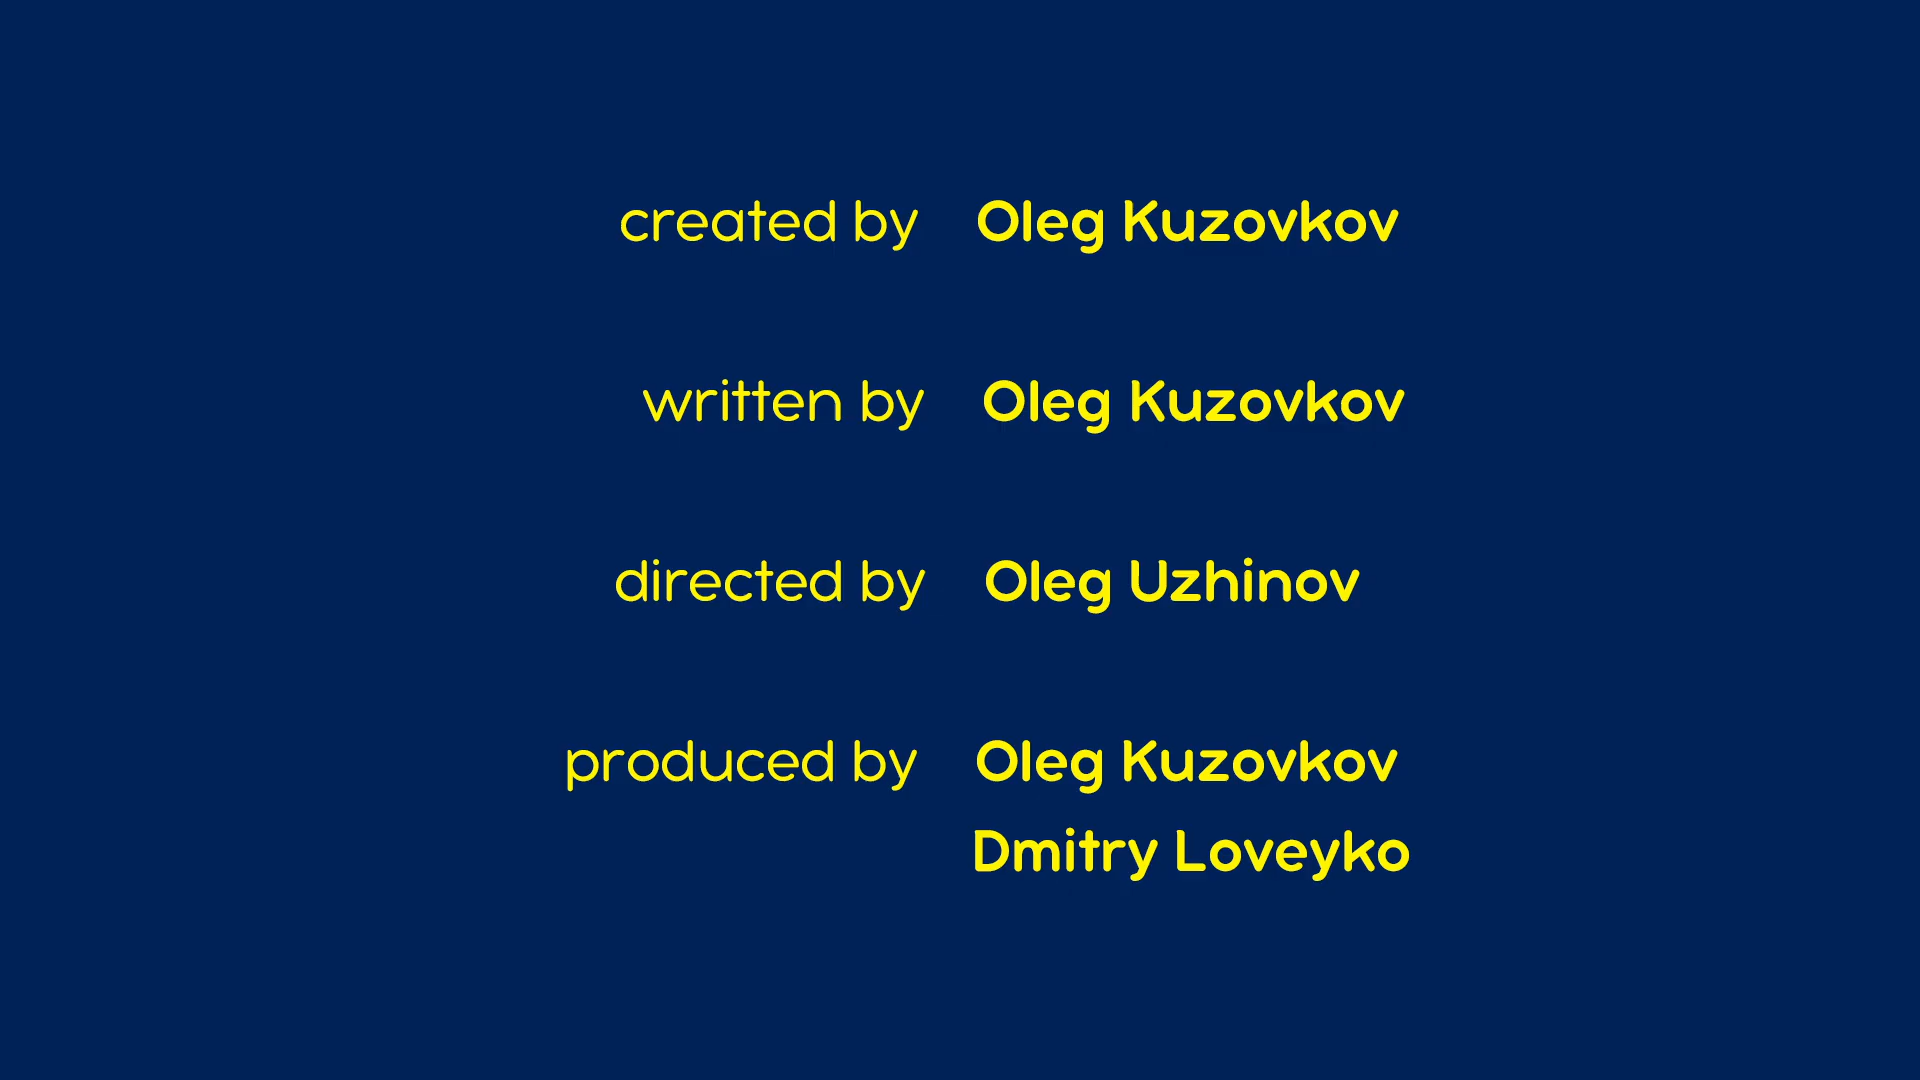 created by Oleg Kuzovkov
written by Oleg Kuzovkov
directed by Oleg Uzhinov
produced by Oleg Kuzovkov
Dmitry Loveyko